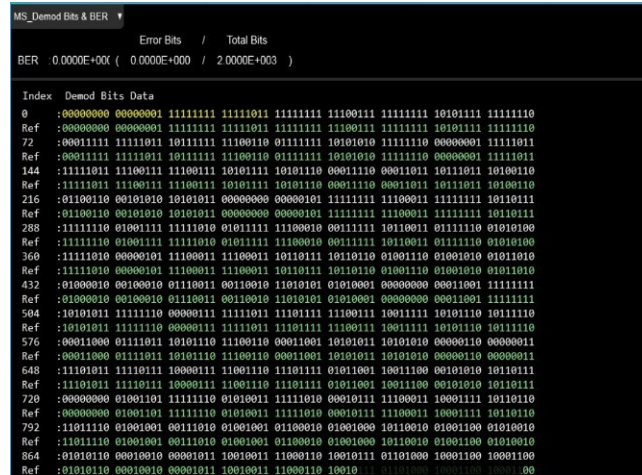 MS_Demod Bits & BER ▼
Error Bits / Total Bits
BER :0.0000E+00( ( 0.0000E+000 / 2.0000E+003 )
Index Demod Bits Data
0 :00000000 00000001 11111111 11111011 11111111 11100111 11111111 10101111 11111110
Ref :00000000 00000001 11111111 11111011 11111111 11100111 11111111 10101111 11111110
72 :00011111 11111011 10111111 11100110 01111111 10101010 11111110 00000001 11111011
Ref :00011111 11111011 10111111 11100110 01111111 10101010 11111110 00000001 11111011
144 :11111011 11100111 11100111 10101111 10101110 00011110 00011011 10111011 10100110
Ref :11111011 11100111 11100111 10101111 10101110 00011110 00011011 10111011 10100110
216 :01100110 00101010 10101011 00000000 00000101 11111111 11100011 11111111 10110111
Ref :01100110 00101010 10101011 00000000 00000101 11111111 11100011 11111111 10110111
288 :11111110 01001111 11111010 01011111 11100010 00111111 10110011 01111110 01010100
Ref :11111110 01001111 11111010 01011111 11100010 00111111 10110011 01111110 01010100
360 :11111010 00000101 11100011 11100011 10110111 10110110 01001110 01001010 01011010
Ref :11111010 00000101 11100011 11100011 10110111 10110110 01001110 01001010 01011010
432 :01000010 00100010 01110011 00110010 11010101 01010001 00000000 00011001 11111111
Ref :01000010 00100010 01110011 00110010 11010101 01010001 00000000 00011001 11111111
504 :10101011 11111110 00000111 11111011 11101111 11100111 10011111 10101110 10111110
Ref :10101011 11111110 00000111 11111011 11101111 11100111 10011111 10101110 10111110
576 :00011000 01111011 10101110 11100110 00011001 10101011 10101010 00000110 00000011
Ref :00011000 01111011 10101110 11100110 00011001 10101011 10101010 00000110 00000011
648 :11101011 11110111 10000111 11001110 11101111 01011001 10011100 00101010 10110111
Ref :11101011 11110111 10000111 11001110 11101111 01011001 10011100 00101010 10110111
720 :00000000 01001101 11111110 01010011 11111010 00010111 11100011 10001111 10110110
Ref :00000000 01001101 11111110 01010011 11111010 00010111 11100011 10001111 10110110
792 :11011110 01001001 00111010 01001001 01100010 01001000 10110010 01001100 01010010
Ref :11011110 01001001 00111010 01001001 01100010 01001000 10110010 01001100 01010010
864 :01010110 00010010 00001011 10010011 11000110 10010111 01101000 10001100 10001100
Ref :01010110 00010010 00001011 10010011 11000110 10010